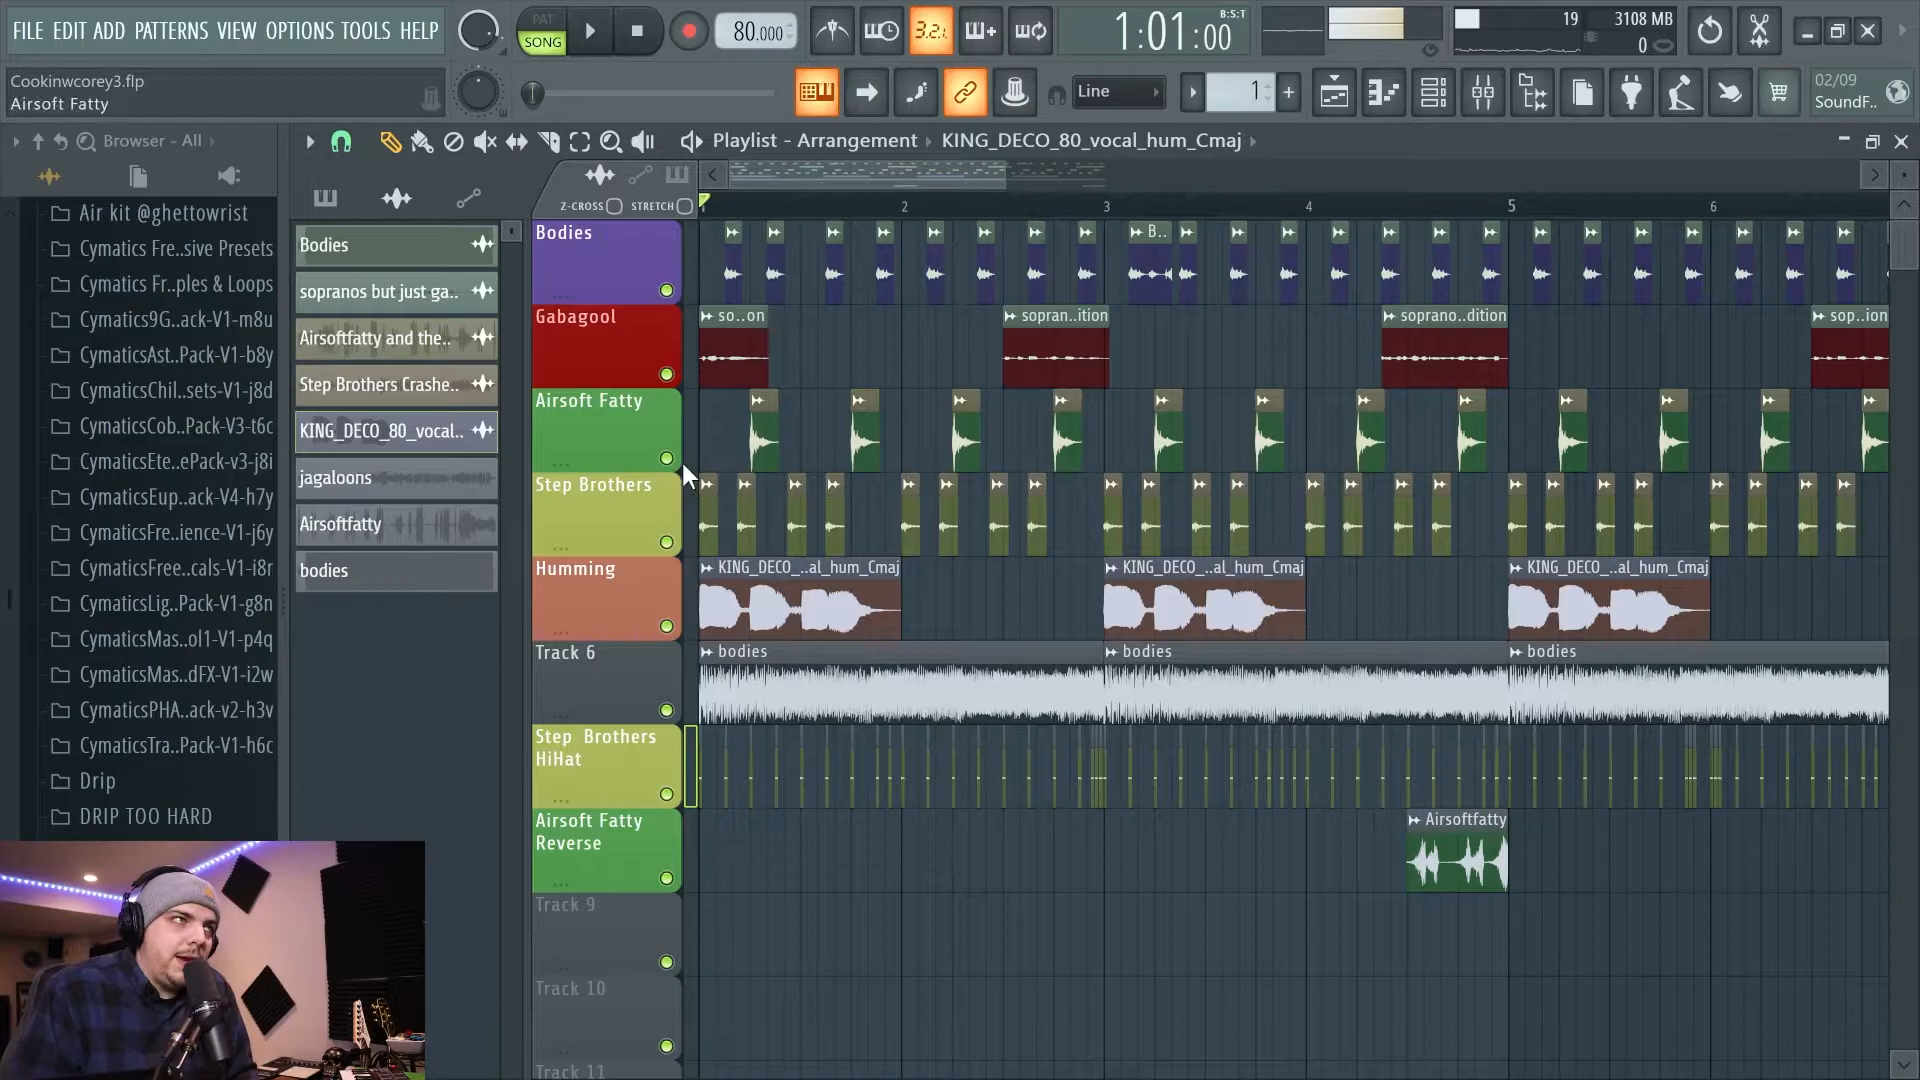 FILE EDIT ADD PATTERNS VIEW OPTIONS TOOLS HELP
PAT
SONG
80.000
3.2.
1:01:00
B:S:T
19
3108 MB
0
Cookinwcorey3.flp
Airsoft Fatty
Line
1
02/09
SoundF..
Browser - All
Playlist - Arrangement
KING_DECO_80_vocal_hum_Cmaj
Z-CROSS
STRETCH
1 2 3 4 5 6
Air kit @ghettowrist
Cymatics Fre..sive Presets
Cymatics Fr..ples & Loops
Cymatics9G..ack-V1-m8u
CymaticsAst..Pack-V1-b8y
CymaticsChil..sets-V1-j8d
CymaticsCob..Pack-V3-t6c
CymaticsEte..ePack-v3-j8i
CymaticsEup..ack-V4-h7y
CymaticsFre..ience-V1-j6y
CymaticsFree..cals-V1-i8r
CymaticsLig..Pack-V1-g8n
CymaticsMas..ol1-V1-p4q
CymaticsMas..dFX-V1-i2w
CymaticsPHA..ack-v2-h3v
CymaticsTra..Pack-V1-h6c
Drip
DRIP TOO HARD
Bodies
sopranos but just ga..
Airsoftfatty and the..
Step Brothers Crashe..
KING_DECO_80_vocal..
jagaloons
Airsoftfatty
bodies
Bodies
B..
Gabagool
so..on
sopran..ition
soprano..dition
sop..ion
Airsoft Fatty
Step Brothers
Humming
KING_DECO_..al_hum_Cmaj
KING_DECO_..al_hum_Cmaj
KING_DECO_..al_hum_Cmaj
Track 6
bodies
bodies
bodies
Step Brothers
HiHat
Airsoft Fatty
Reverse
Airsoftfatty
Track 9
Track 10
Track 11